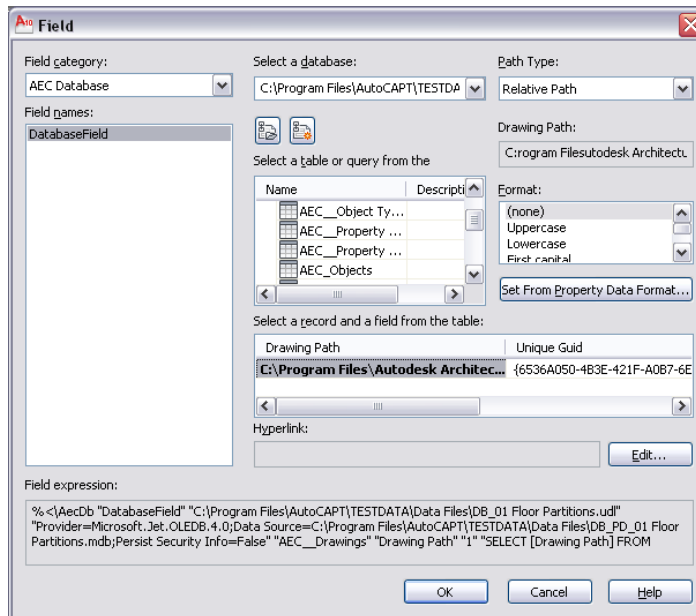 A10 Field
Field category:
AEC Database
Field names:
DatabaseField
Select a database:
C:\Program Files\AutoCAPT\TESTDA
Select a table or query from the
Name Descripti
AEC__Object Ty...
AEC__Property ...
AEC__Property ...
AEC_Objects
Path Type:
Relative Path
Drawing Path:
C:rogram Filesutodesk Architectu
Format:
(none)
Uppercase
Lowercase
First capital
Set From Property Data Format...
Select a record and a field from the table:
Drawing Path Unique Guid
C:\Program Files\Autodesk Architec... {6536A050-4B3E-421F-A0B7-6E
Hyperlink:
Edit...
Field expression:
%<\AecDb "DatabaseField" "C:\Program Files\AutoCAPT\TESTDATA\Data Files\DB_01 Floor Partitions.udl"
"Provider=Microsoft.Jet.OLEDB.4.0;Data Source=C:\Program Files\AutoCAPT\TESTDATA\Data Files\DB_PD_01 Floor
Partitions.mdb;Persist Security Info=False" "AEC__Drawings" "Drawing Path" "1" "SELECT [Drawing Path] FROM
OK Cancel Help